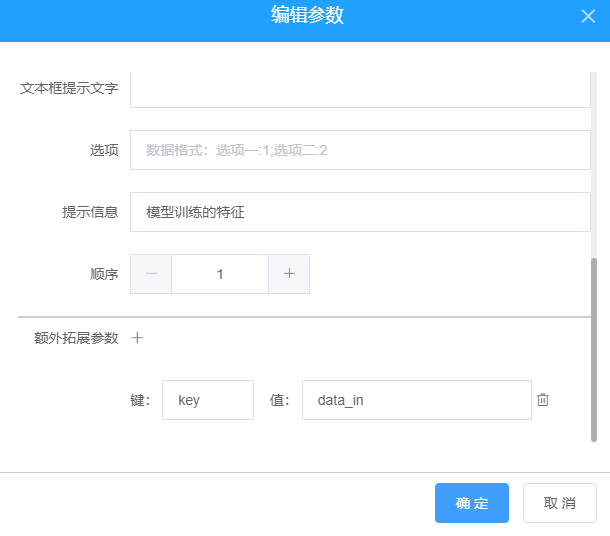 编辑参数
文本框提示文字
选项 数据格式：选项一:1;选项二:2
提示信息 模型训练的特征
顺序 1
额外拓展参数
键： key 值： data_in
确 定 取 消